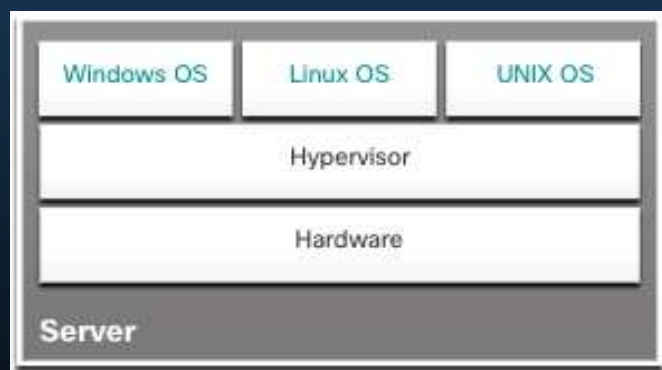 Windows OS Linux OS UNIX OS
Hypervisor
Hardware
Server